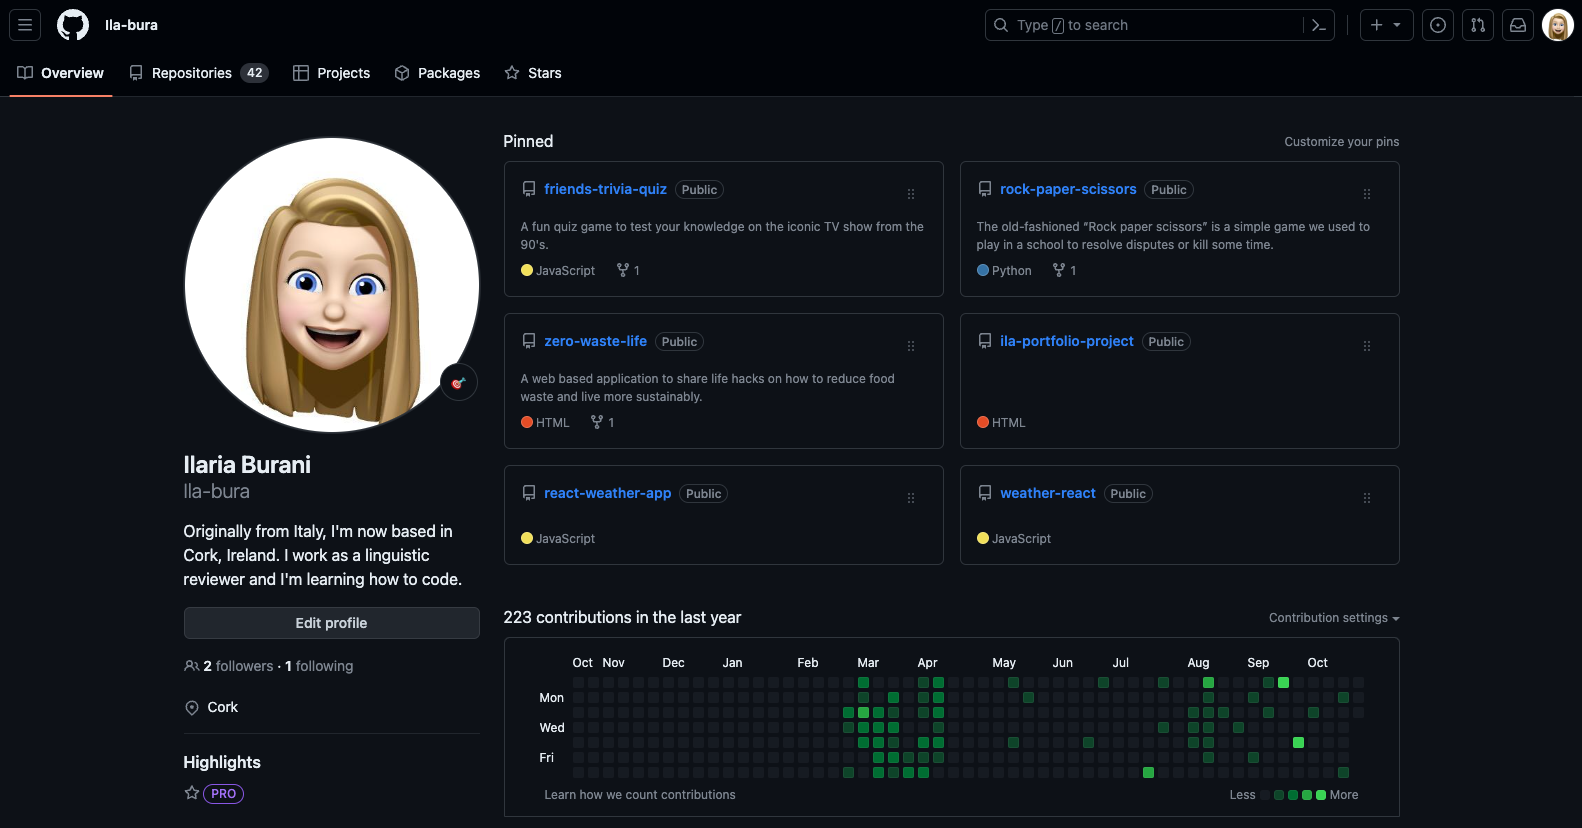 Ila-bura
Type / to search
Overview
Repositories 42
Projects
Packages
Stars
Ilaria Burani
Ila-bura
Originally from Italy, I'm now based in
Cork, Ireland. I work as a linguistic
reviewer and I'm learning how to code.
Edit profile
2 followers · 1 following
Cork
Highlights
PRO
Pinned
Customize your pins
friends-trivia-quiz Public
A fun quiz game to test your knowledge on the iconic TV show from the
90's.
JavaScript 1
rock-paper-scissors Public
The old-fashioned “Rock paper scissors” is a simple game we used to
play in a school to resolve disputes or kill some time.
Python 1
zero-waste-life Public
A web based application to share life hacks on how to reduce food
waste and live more sustainably.
HTML 1
ila-portfolio-project Public
HTML
react-weather-app Public
JavaScript
weather-react Public
JavaScript
223 contributions in the last year
Contribution settings
Oct Nov Dec Jan Feb Mar Apr May Jun Jul Aug Sep Oct
Mon
Wed
Fri
Learn how we count contributions
Less More